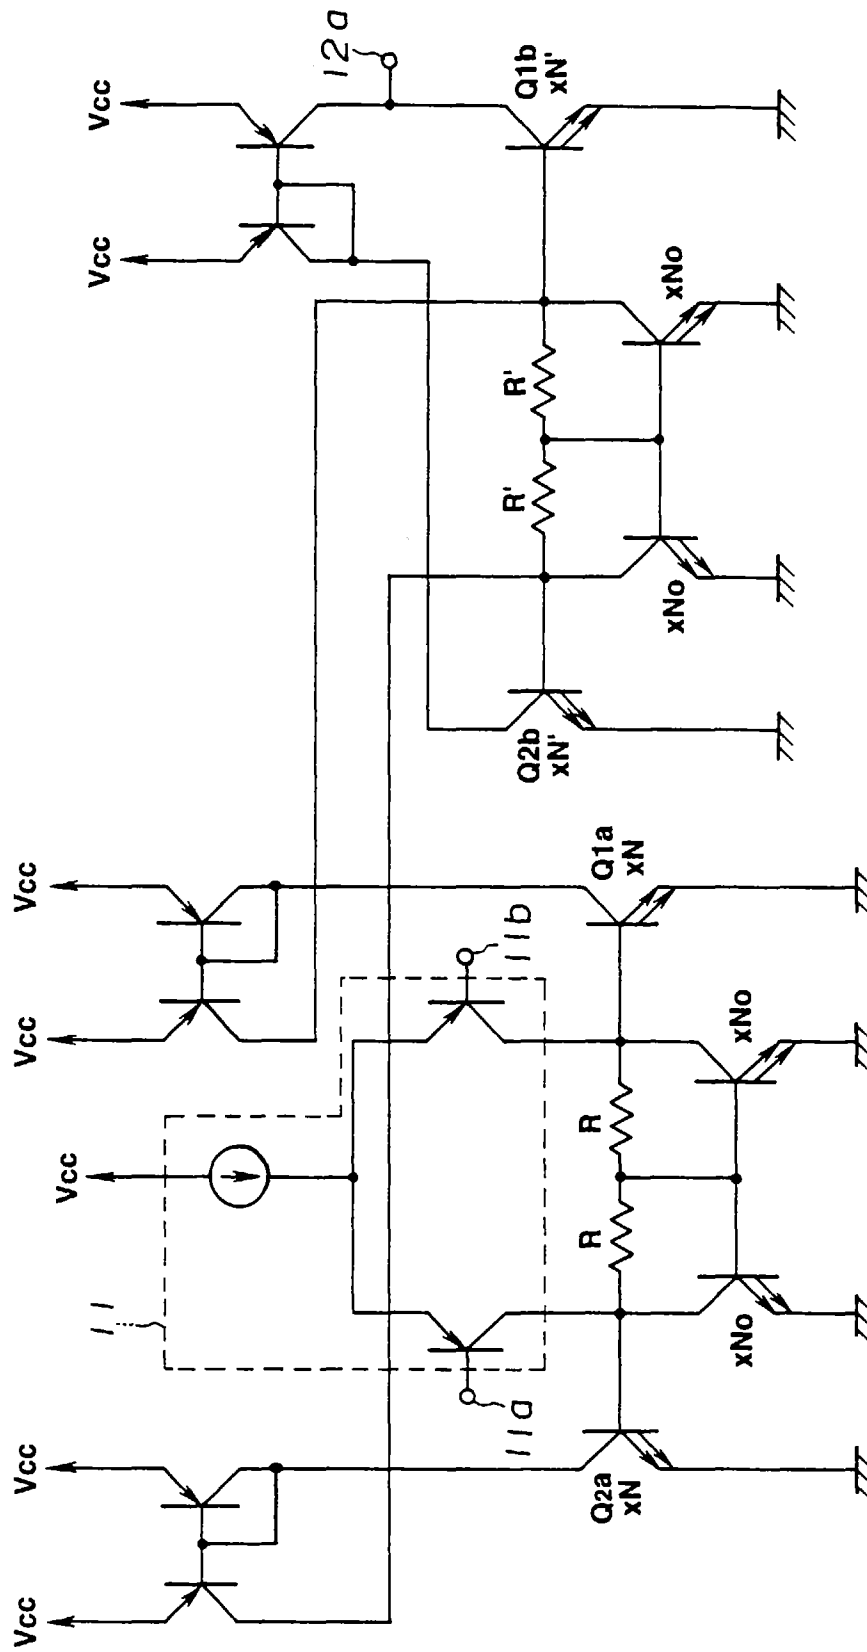 Vcc
Vcc
Vcc
Vcc
Vcc
11
Vcc
Vcc
12a
11a
11b
R'
R'
Q2b
xN'
Q1b
xN'
R
R
Q2a
xN
Q1a
xN
xNo
xNo
xNo
xNo